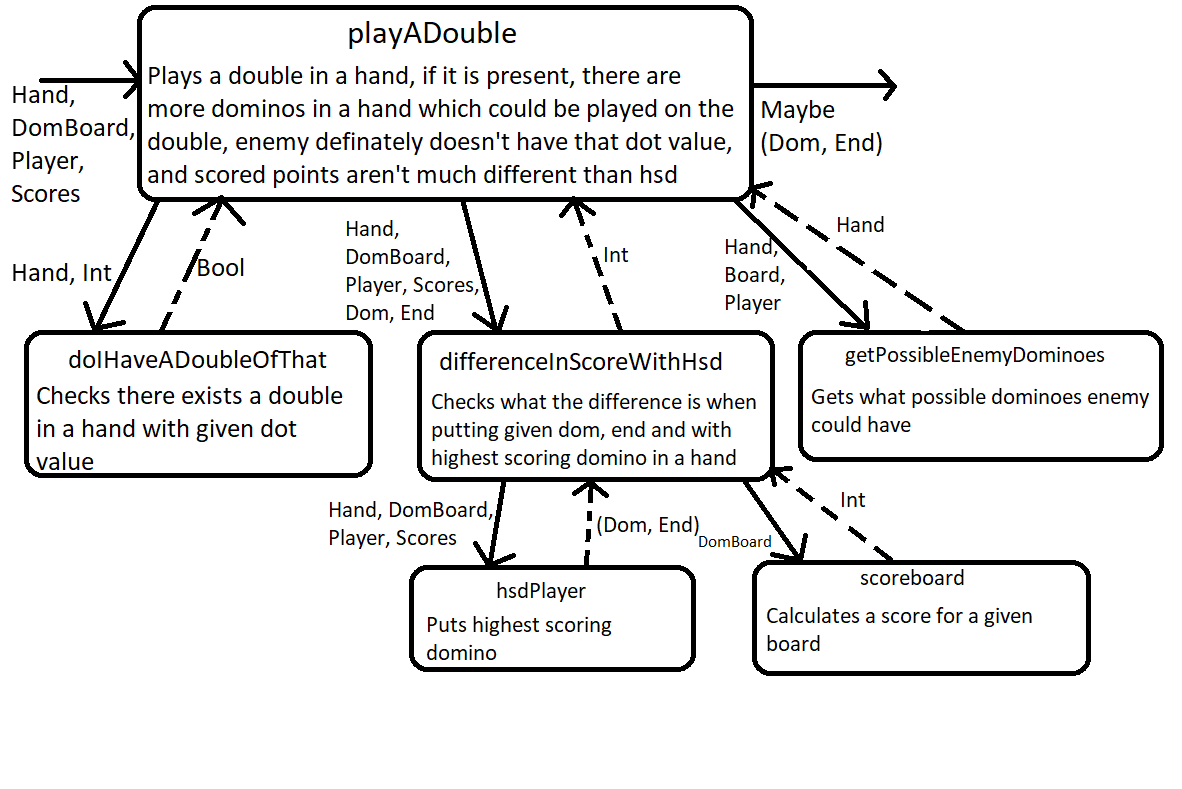 playADouble
Plays a double in a hand, if it is present, there are
more dominos in a hand which could be played on the
double, enemy definately doesn't have that dot value,
and scored points aren't much different than hsd
Hand,
DomBoard,
Player,
Scores
Maybe
(Dom, End)
Hand, Int
Bool
Hand,
DomBoard,
Player, Scores,
Dom, End
Int
Hand,
Board,
Player
Hand
doIHaveADoubleOfThat
Checks there exists a double
in a hand with given dot
value
differenceInScoreWithHsd
Checks what the difference is when
putting given dom, end and with
highest scoring domino in a hand
getPossibleEnemyDominoes
Gets what possible dominoes enemy
could have
Hand, DomBoard,
Player, Scores
(Dom, End)
DomBoard
Int
hsdPlayer
Puts highest scoring
domino
scoreboard
Calculates a score for a given
board